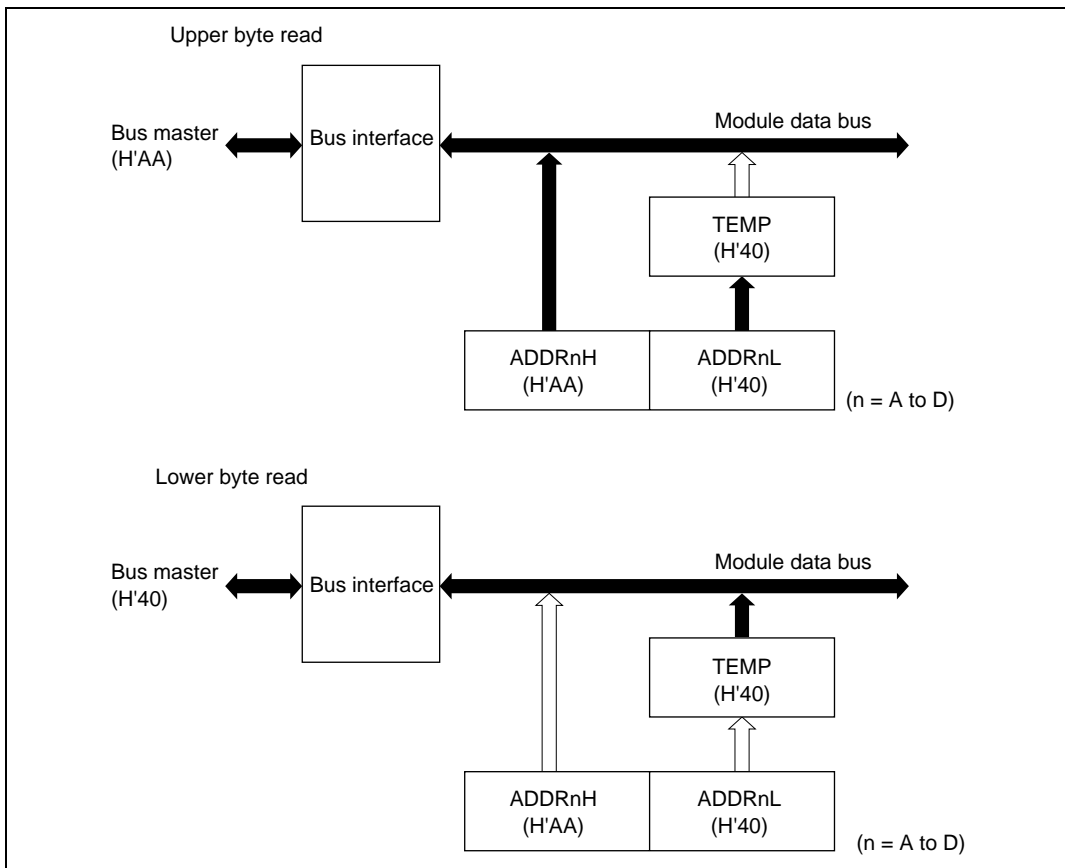 Upper byte read
Bus master
(H'AA)
Bus interface
Module data bus
TEMP
(H'40)
ADDRnH
(H'AA)
ADDRnL
(H'40)
(n = A to D)
Lower byte read
Bus master
(H'40)
Bus interface
Module data bus
TEMP
(H'40)
ADDRnH
(H'AA)
ADDRnL
(H'40)
(n = A to D)